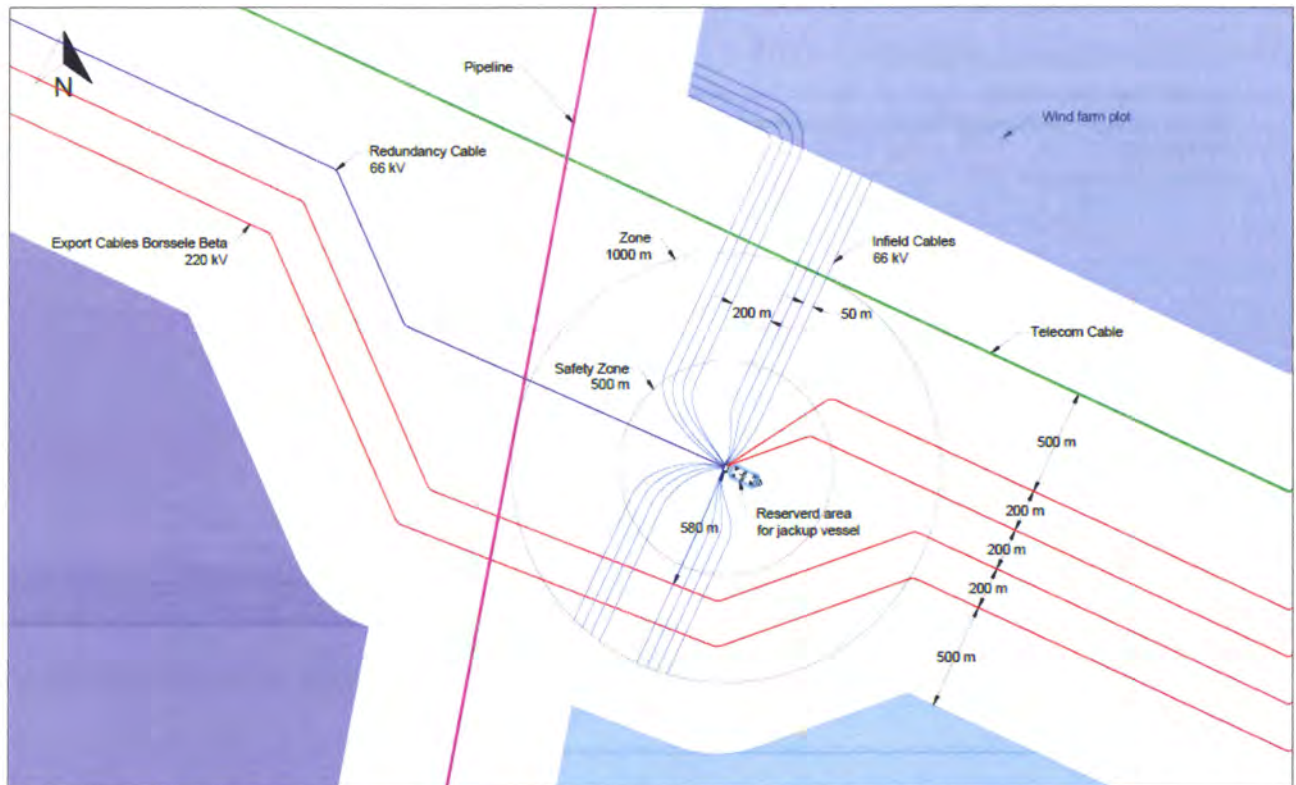 N
Pipeline
Wind farm plot
Redundancy Cable
66 kV
Export Cables Borssele Beta
220 kV
Zone
1000 m
Infield Cables
66 kV
200 m
50 m
Telecom Cable
Safety Zone
500 m
500 m
580 m
Reserverd area
for jackup vessel
200 m
200 m
200 m
500 m